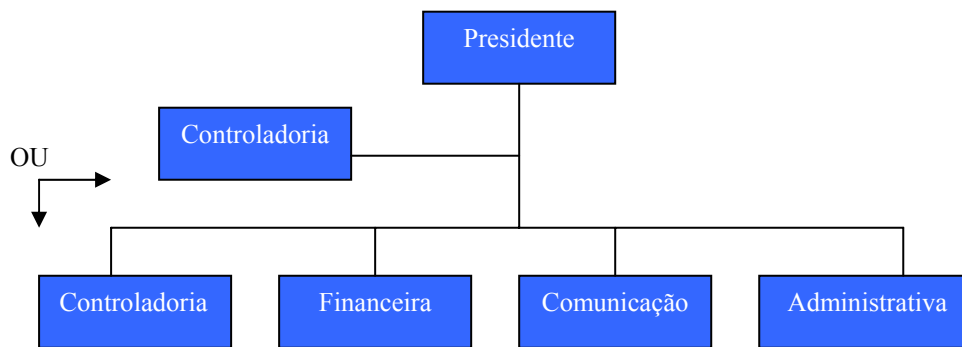 Presidente
Controladoria
OU
Controladoria
Financeira
Comunicação
Administrativa